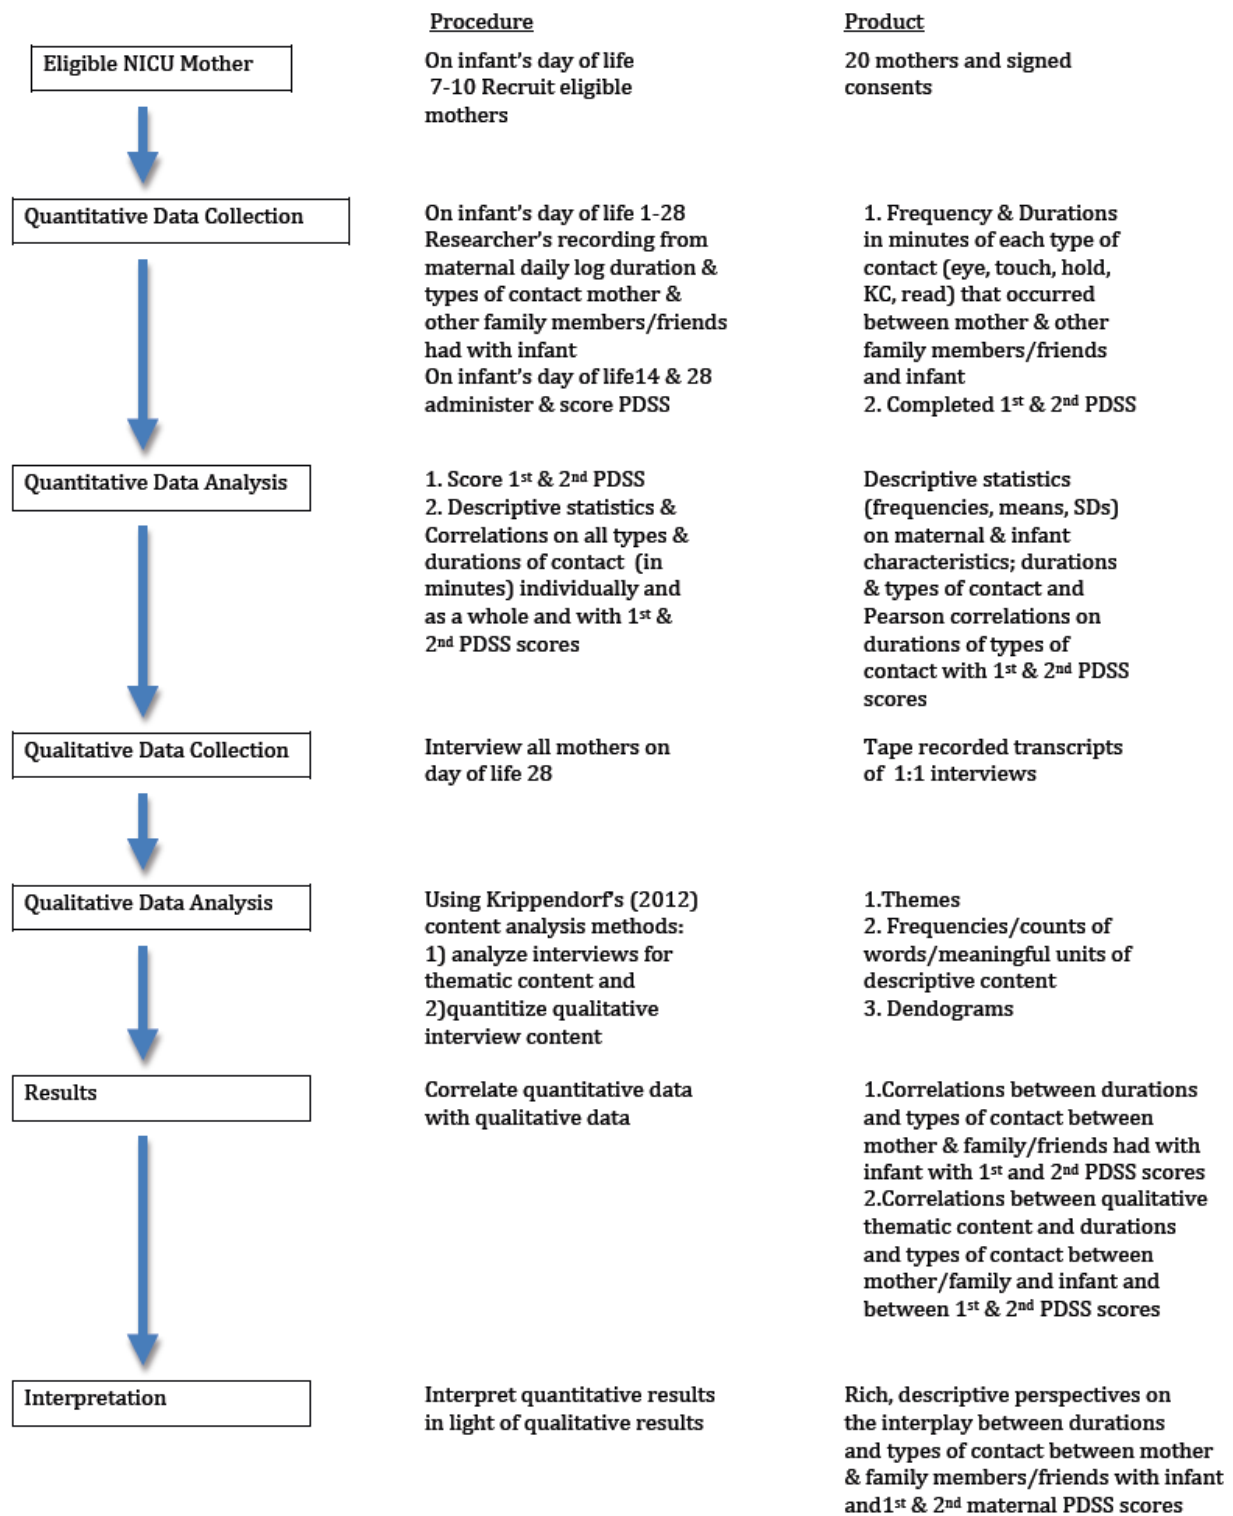 Procedure
Product
Eligible NICU Mother
On infant's day of life
7-10 Recruit eligible
mothers
20 mothers and signed
consents
Quantitative Data Collection
On infant's day of life 1-28
Researcher's recording from
maternal daily log duration &
types of contact mother &
other family members/friends
had with infant
On infant's day of life14 & 28
administer & score PDSS
1. Frequency & Durations
in minutes of each type of
contact (eye, touch, hold,
KC, read) that occurred
between mother & other
family members/friends
and infant
2. Completed 1st & 2nd PDSS
Quantitative Data Analysis
1. Score 1st & 2nd PDSS
2. Descriptive statistics &
Correlations on all types &
durations of contact (in
minutes) individually and
as a whole and with 1st &
2nd PDSS scores
Descriptive statistics
(frequencies, means, SDs)
on maternal & infant
characteristics; durations
& types of contact and
Pearson correlations on
durations of types of
contact with 1st & 2nd PDSS
scores
Qualitative Data Collection
Interview all mothers on
day of life 28
Tape recorded transcripts
of 1:1 interviews
Qualitative Data Analysis
Using Krippendorf's (2012)
content analysis methods:
1) analyze interviews for
thematic content and
2)quantitize qualitative
interview content
1.Themes
2. Frequencies/counts of
words/meaningful units of
descriptive content
3. Dendograms
Results
Correlate quantitative data
with qualitative data
1.Correlations between durations
and types of contact between
mother & family/friends had with
infant with 1st and 2nd PDSS scores
2.Correlations between qualitative
thematic content and durations
and types of contact between
mother/family and infant and
between 1st & 2nd PDSS scores
Interpretation
Interpret quantitative results
in light of qualitative results
Rich, descriptive perspectives on
the interplay between durations
and types of contact between mother
& family members/friends with infant
and1st & 2nd maternal PDSS scores